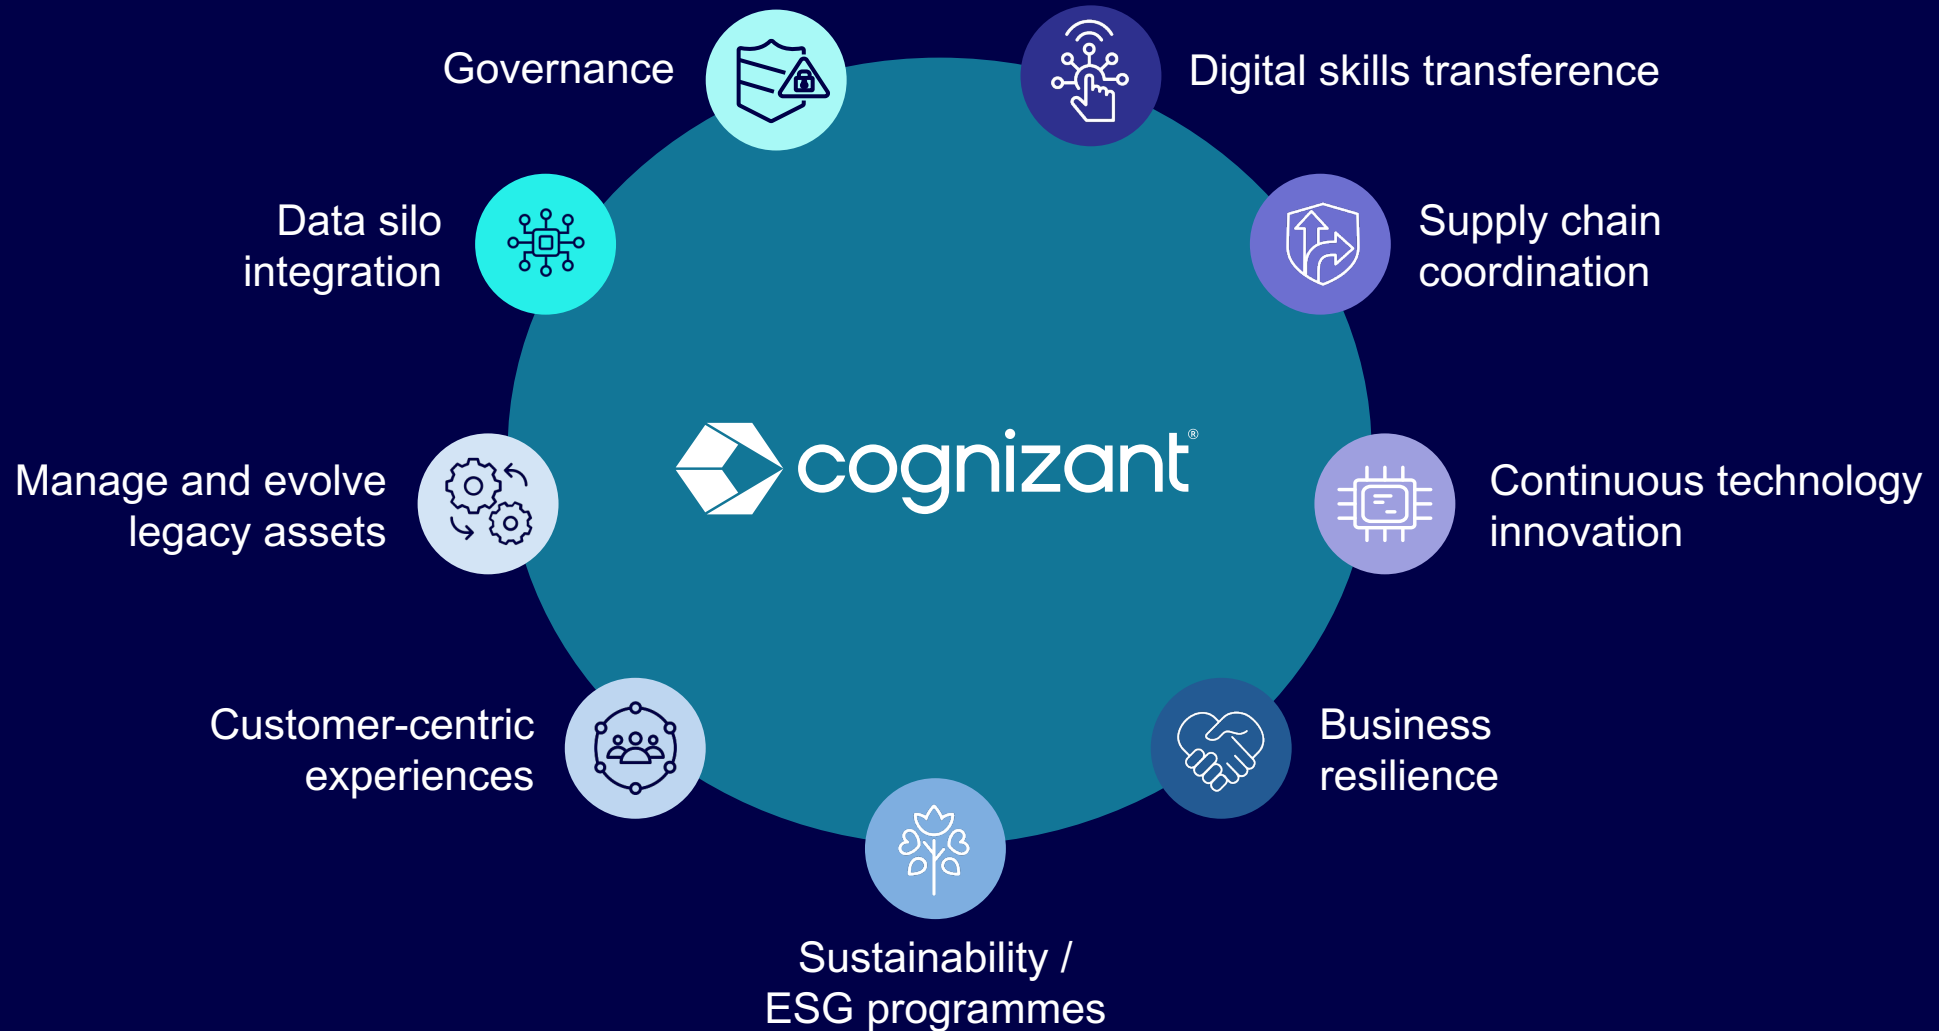 Governance
Digital skills transference
Data silo
integration
Supply chain
coordination
cognizant®
Manage and evolve
legacy assets
Continuous technology
innovation
Customer-centric
experiences
Business
resilience
Sustainability /
ESG programmes